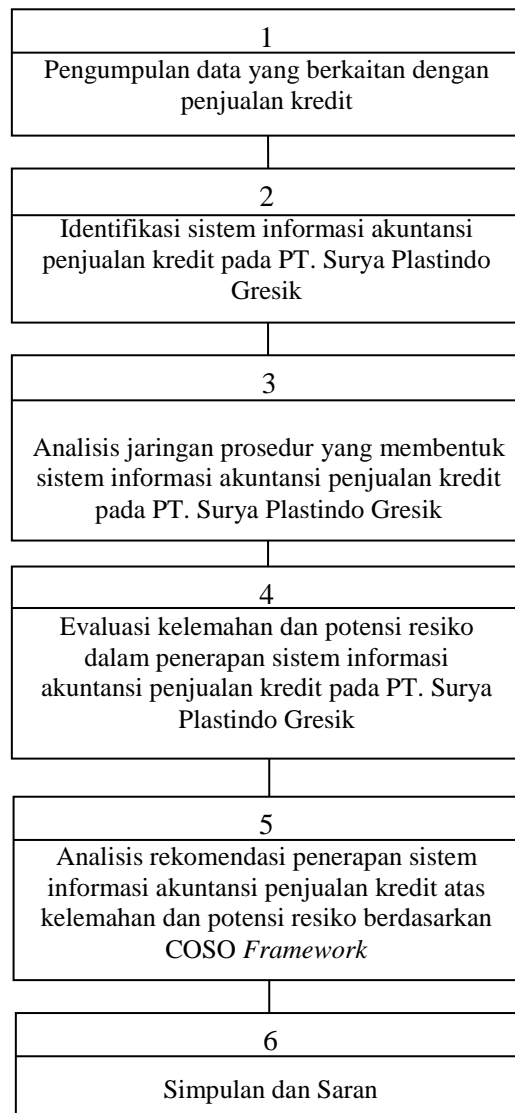 1
Pengumpulan data yang berkaitan dengan
penjualan kredit
2
Identifikasi sistem informasi akuntansi
penjualan kredit pada PT. Surya Plastindo
Gresik
3
Analisis jaringan prosedur yang membentuk
sistem informasi akuntansi penjualan kredit
pada PT. Surya Plastindo Gresik
4
Evaluasi kelemahan dan potensi resiko
dalam penerapan sistem informasi
akuntansi penjualan kredit pada PT. Surya
Plastindo Gresik
5
Analisis rekomendasi penerapan sistem
informasi akuntansi penjualan kredit atas
kelemahan dan potensi resiko berdasarkan
COSO Framework
6
Simpulan dan Saran